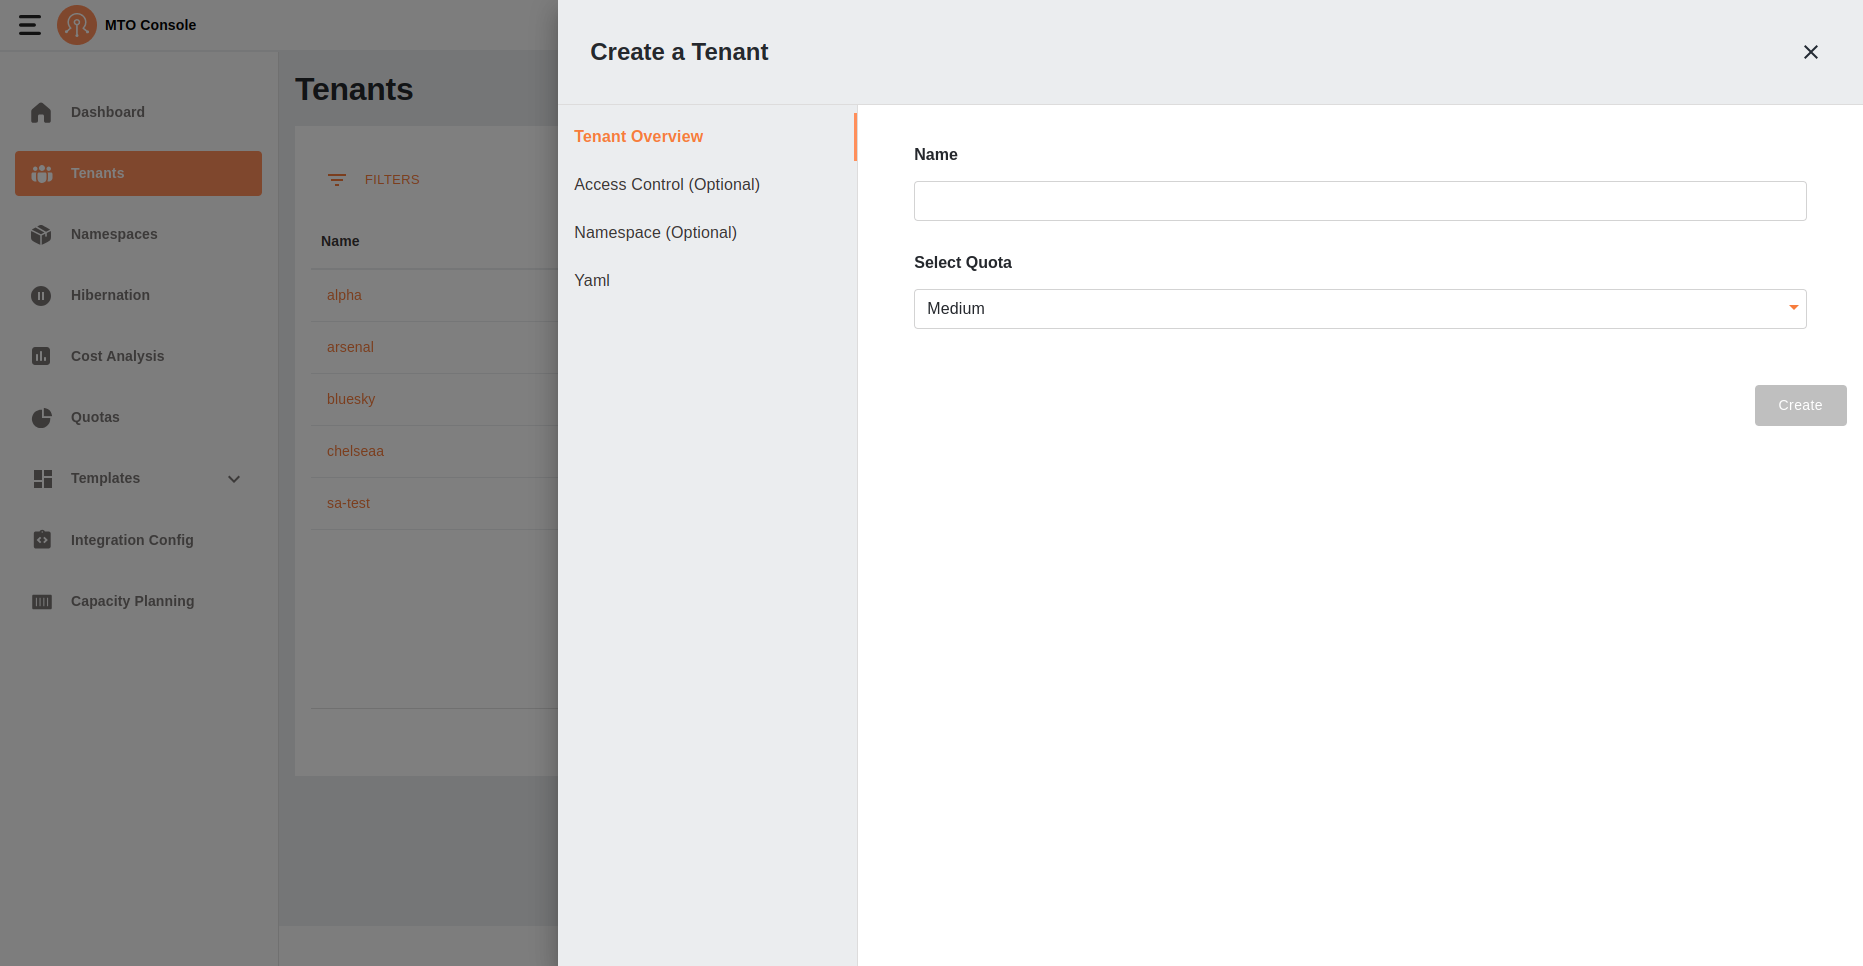 MTO Console
Dashboard
Tenants
Namespaces
Hibernation
Cost Analysis
Quotas
Templates
Integration Config
Capacity Planning
Tenants
FILTERS
Name
alpha
arsenal
bluesky
chelseaa
sa-test
Create a Tenant
Tenant Overview
Access Control (Optional)
Namespace (Optional)
Yaml
Name
Select Quota
Medium
Create